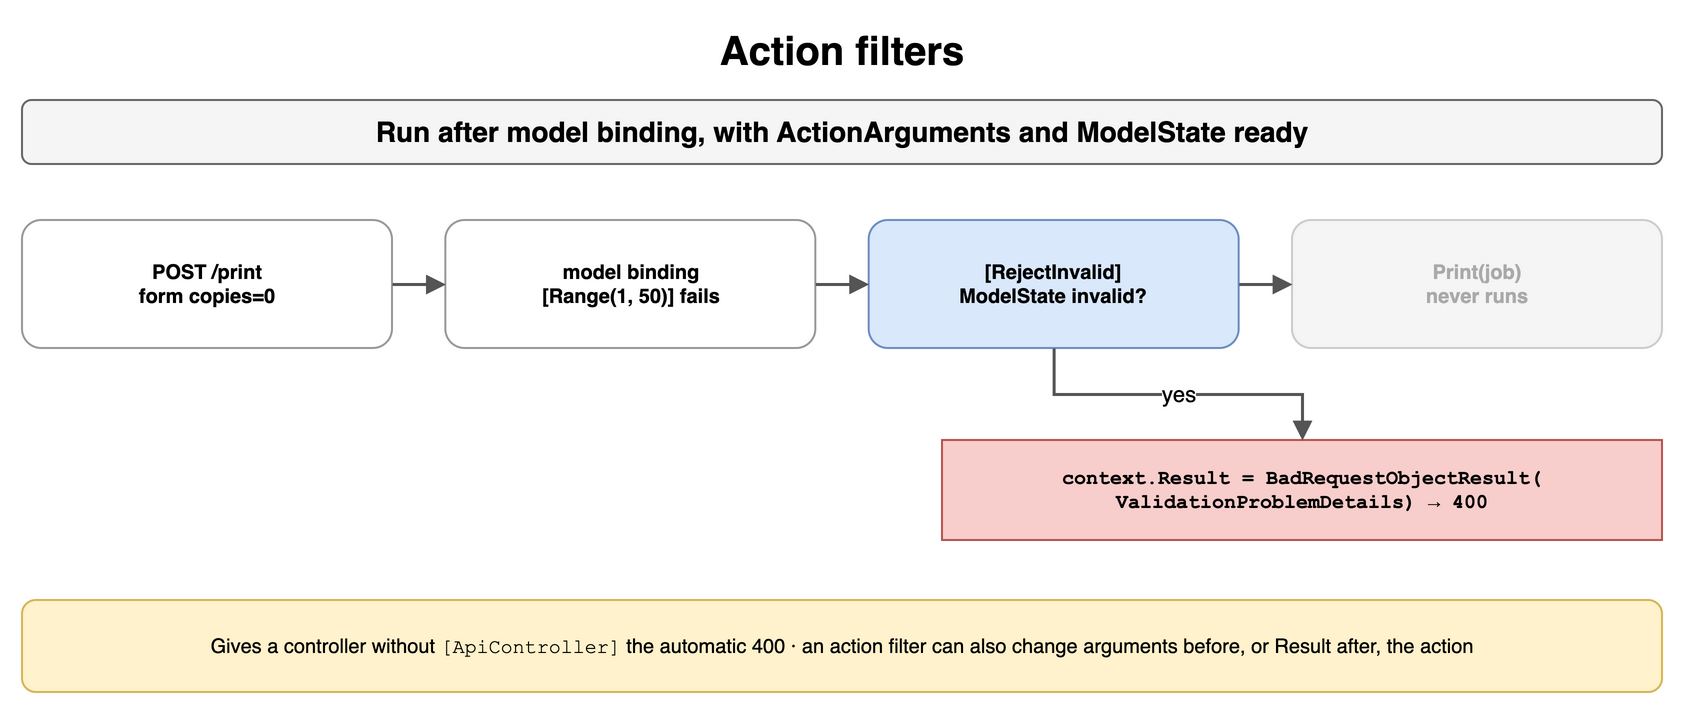 Action filters
Run after model binding, with ActionArguments and ModelState ready
POST /print
form copies=0
model binding
[Range(1, 50)] fails
[RejectInvalid]
ModelState invalid?
Print(job)
never runs
yes
context.Result = BadRequestObjectResult(
ValidationProblemDetails) → 400
Gives a controller without [ApiController] the automatic 400 · an action filter can also change arguments before, or Result after, the action